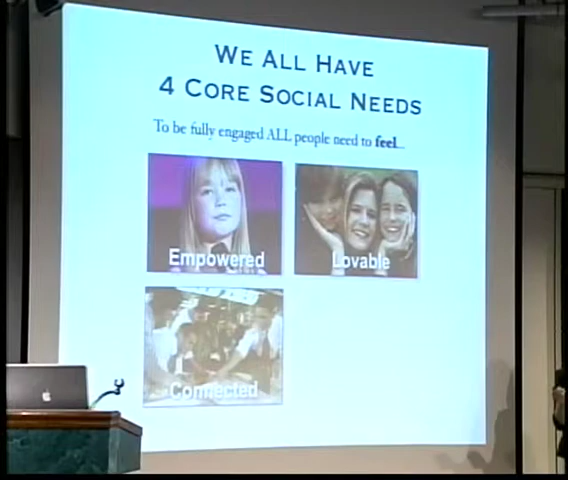 WE ALL HAVE
4 CORE SOCIAL NEEDS
To be fully engaged ALL people need to feel...
Empowered
Lovable
Connected